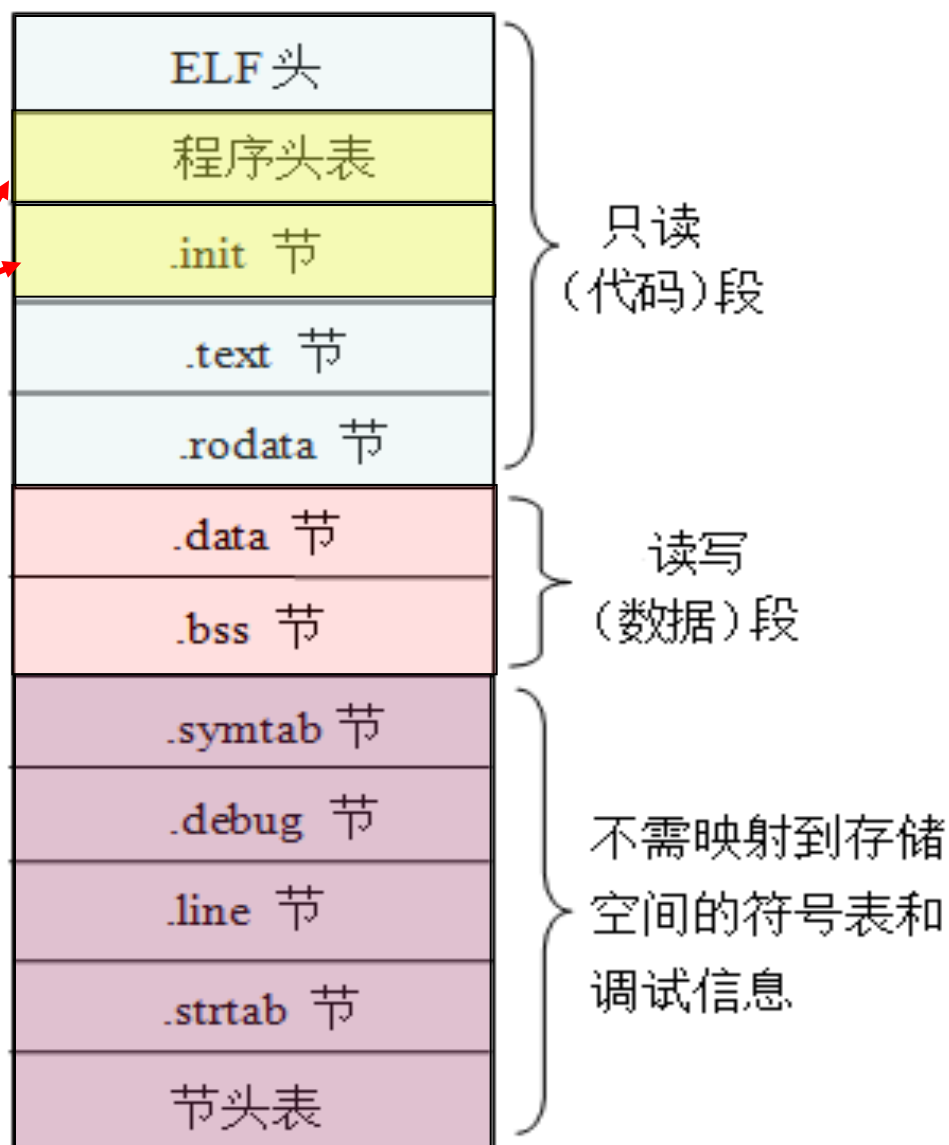 ELF 头
程序头表
.init 节
.text 节
.rodata 节
只读
（代码）段
.data 节
.bss 节
读写
（数据）段
.symtab 节
.debug 节
.line 节
.strtab 节
节头表
不需映射到存储
空间的符号表和
调试信息